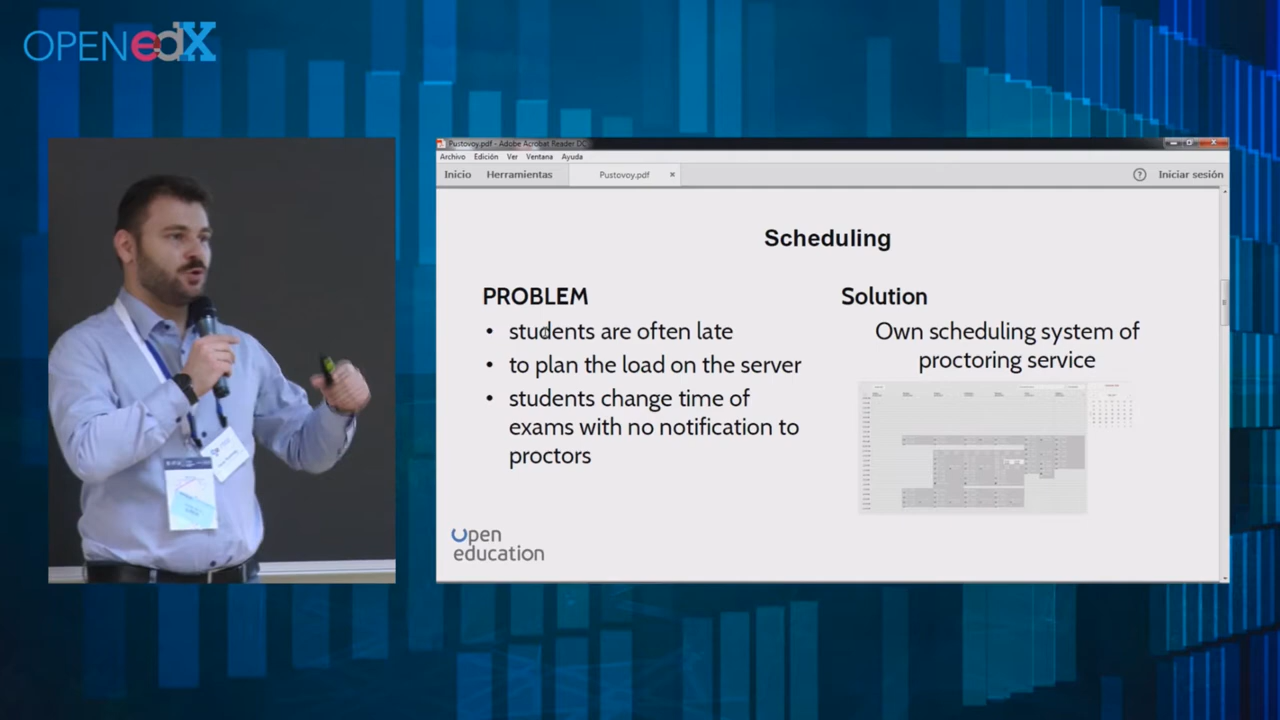 OPEN edX
Pustovoy.pdf - Adobe Acrobat Reader DC
Archivo Edición Ver Ventana Ayuda
Inicio Herramientas Pustovoy.pdf × ? Iniciar sesión
Scheduling
PROBLEM
• students are often late
• to plan the load on the server
• students change time of
exams with no notification to
proctors
Solution
Own scheduling system of
proctoring service
Open
education